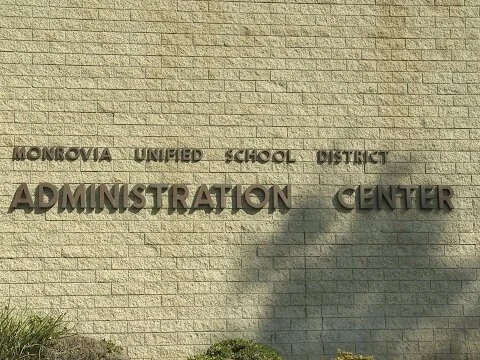 MONROVIA UNIFIED SCHOOL DISTRICT
ADMINISTRATION CENTER